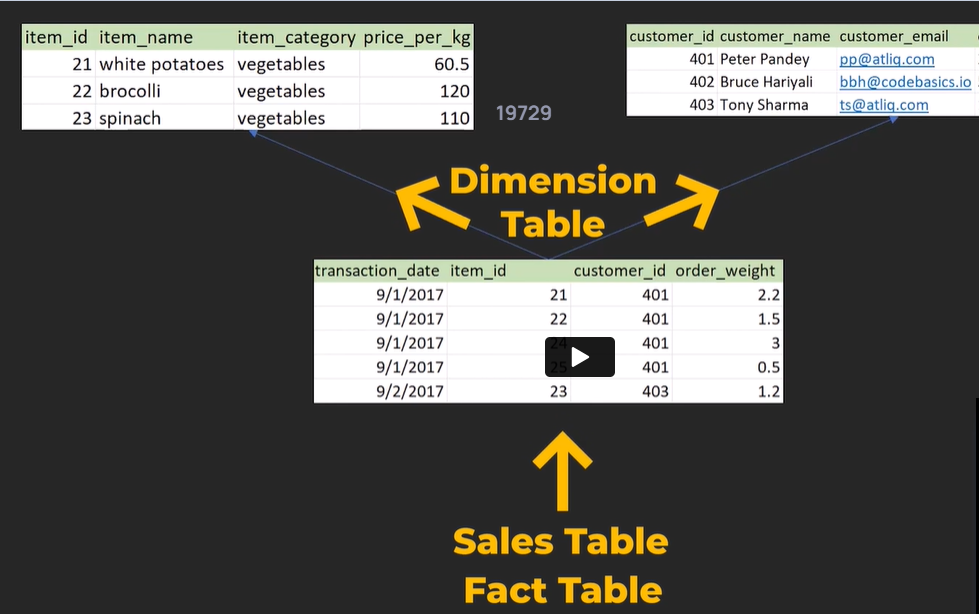 item_id item_name item_category price_per_kg
21 white potatoes vegetables 60.5
22 brocolli vegetables 120
23 spinach vegetables 110
customer_id customer_name customer_email
401 Peter Pandey pp@atliq.com
402 Bruce Hariyali bbh@codebasics.io
403 Tony Sharma ts@atliq.com
19729
Dimension
Table
transaction_date item_id customer_id order_weight
9/1/2017 21 401 2.2
9/1/2017 22 401 1.5
9/1/2017 24 401 3
9/1/2017 25 401 0.5
9/2/2017 23 403 1.2
Sales Table
Fact Table